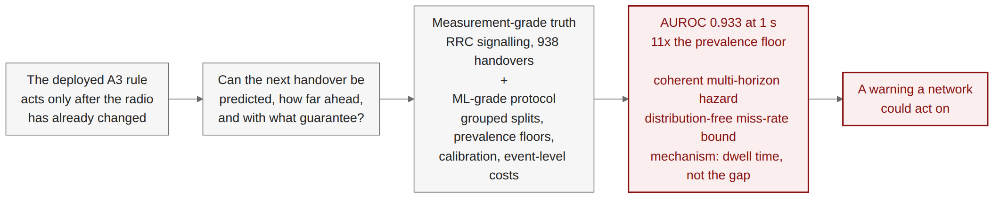 The deployed A3 rule
acts only after the radio
has already changed
Can the next handover be
predicted, how far ahead,
and with what guarantee?
Measurement-grade truth
RRC signalling, 938
handovers
+
ML-grade protocol
grouped splits,
prevalence floors,
calibration, event-level
costs
AUROC 0.933 at 1 s
11x the prevalence floor
coherent multi-horizon
hazard
distribution-free miss-rate
bound
mechanism: dwell time,
not the gap
A warning a network
could act on